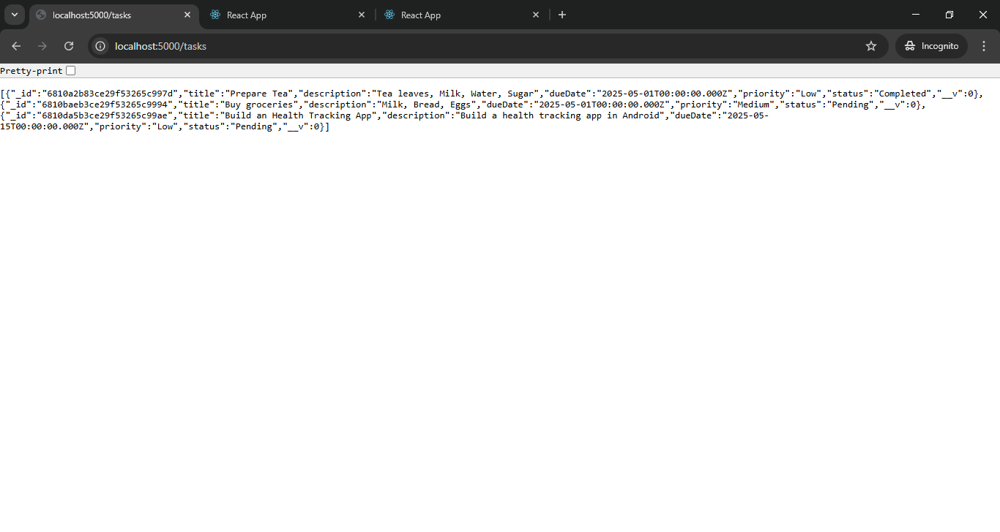 localhost:5000/tasks
React App
React App
localhost:5000/tasks
Incognito
Pretty-print
[{"_id":"6810a2b83ce29f53265c997d","title":"Prepare Tea","description":"Tea leaves, Milk, Water, Sugar","dueDate":"2025-05-01T00:00:00.000Z","priority":"Low","status":"Completed","__v":0},
{"_id":"6810baeb3ce29f53265c9994","title":"Buy groceries","description":"Milk, Bread, Eggs","dueDate":"2025-05-01T00:00:00.000Z","priority":"Medium","status":"Pending","__v":0},
{"_id":"6810da5b3ce29f53265c99ae","title":"Build an Health Tracking App","description":"Build a health tracking app in Android","dueDate":"2025-05-
15T00:00:00.000Z","priority":"Low","status":"Pending","__v":0}]